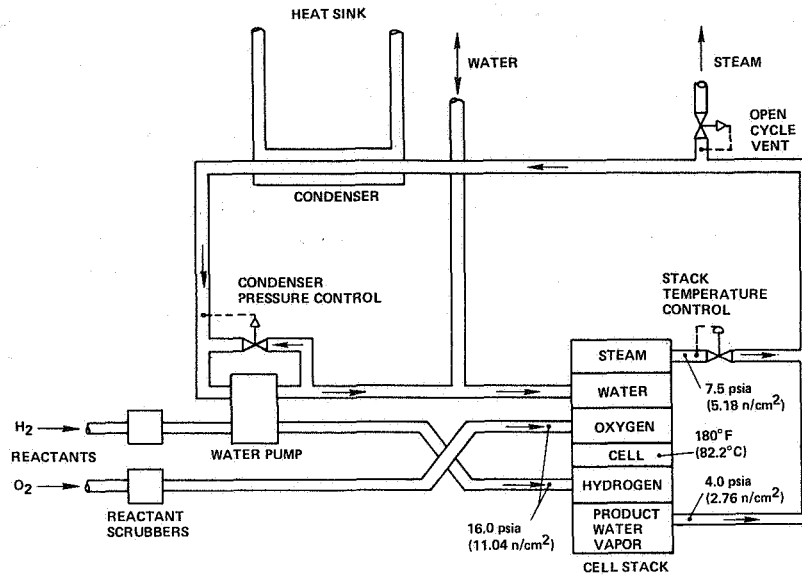 HEAT SINK
WATER
STEAM
OPEN
CYCLE
VENT
CONDENSER
CONDENSER
PRESSURE CONTROL
STACK
TEMPERATURE
CONTROL
STEAM
7.5 psia
(5.18 n/cm²)
WATER
H₂
REACTANTS
O₂
WATER PUMP
REACTANT
SCRUBBERS
OXYGEN
CELL
180°F
(82.2°C)
HYDROGEN
16.0 psia
(11.04 n/cm²)
4.0 psia
(2.76 n/cm²)
PRODUCT
WATER
VAPOR
CELL STACK